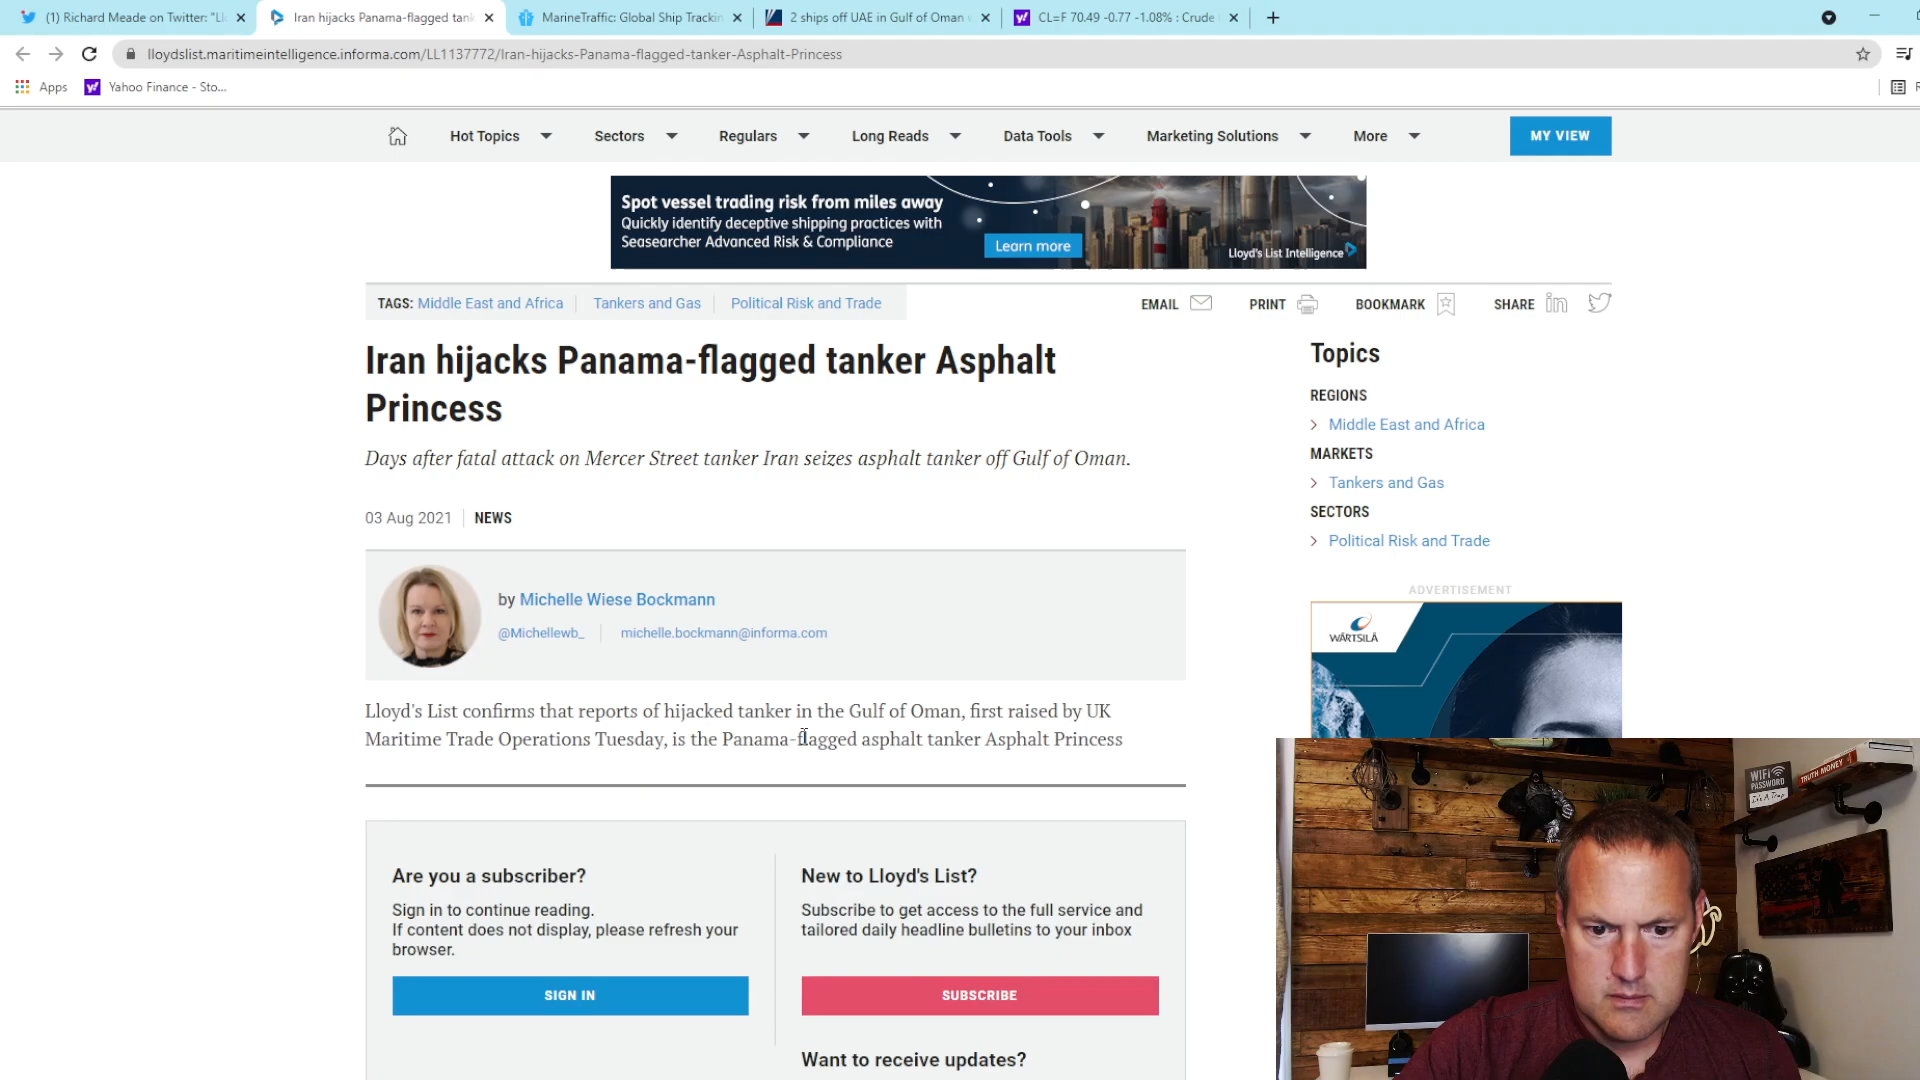 (1) Richard Meade on Twitter: "Ll
Iran hijacks Panama-flagged tank
MarineTraffic: Global Ship Trackin
2 ships off UAE in Gulf of Oman w
CL=F 70.49 -0.77 -1.08% : Crude
lloydslist.maritimeintelligence.informa.com/LL1137772/Iran-hijacks-Panama-flagged-tanker-Asphalt-Princess
Apps
Yahoo Finance - Sto...
Hot Topics
Sectors
Regulars
Long Reads
Data Tools
Marketing Solutions
More
MY VIEW
Spot vessel trading risk from miles away
Quickly identify deceptive shipping practices with
Seasearcher Advanced Risk & Compliance
Learn more
Lloyd's List Intelligence
TAGS: Middle East and Africa
Tankers and Gas
Political Risk and Trade
EMAIL
PRINT
BOOKMARK
SHARE
Iran hijacks Panama-flagged tanker Asphalt
Princess
Days after fatal attack on Mercer Street tanker Iran seizes asphalt tanker off Gulf of Oman.
03 Aug 2021
NEWS
by Michelle Wiese Bockmann
@Michellewb_
michelle.bockmann@informa.com
Lloyd's List confirms that reports of hijacked tanker in the Gulf of Oman, first raised by UK
Maritime Trade Operations Tuesday, is the Panama-flagged asphalt tanker Asphalt Princess
Are you a subscriber?
Sign in to continue reading.
If content does not display, please refresh your
browser.
SIGN IN
New to Lloyd's List?
Subscribe to get access to the full service and
tailored daily headline bulletins to your inbox
SUBSCRIBE
Want to receive updates?
Topics
REGIONS
Middle East and Africa
MARKETS
Tankers and Gas
SECTORS
Political Risk and Trade
ADVERTISEMENT
WÄRTSILÄ
WIFI
PASSWORD
It's A Trap
TRUTH MONEY